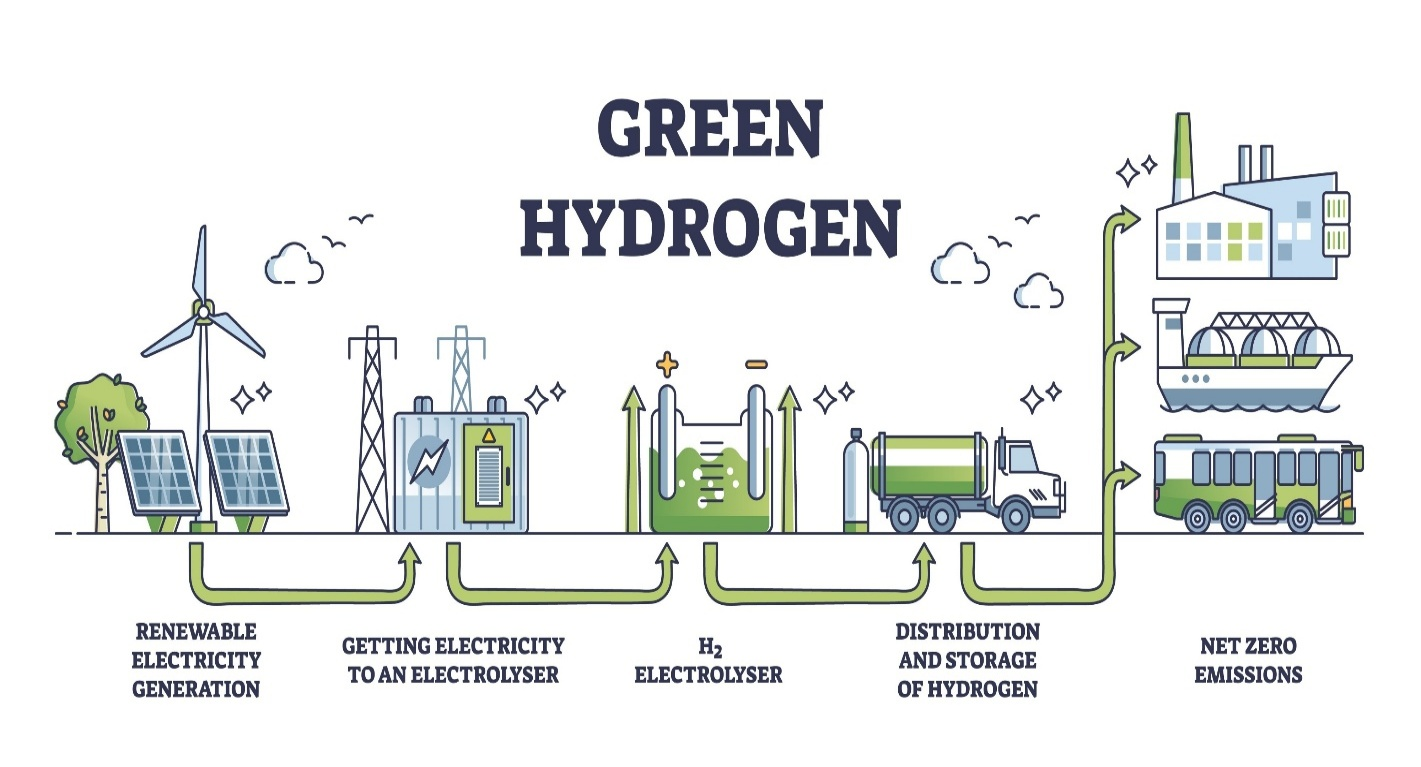 GREEN
HYDROGEN
RENEWABLE
ELECTRICITY
GENERATION
GETTING ELECTRICITY
TO AN ELECTROLYSER
H₂
ELECTROLYSER
DISTRIBUTION
AND STORAGE
OF HYDROGEN
NET ZERO
EMISSIONS